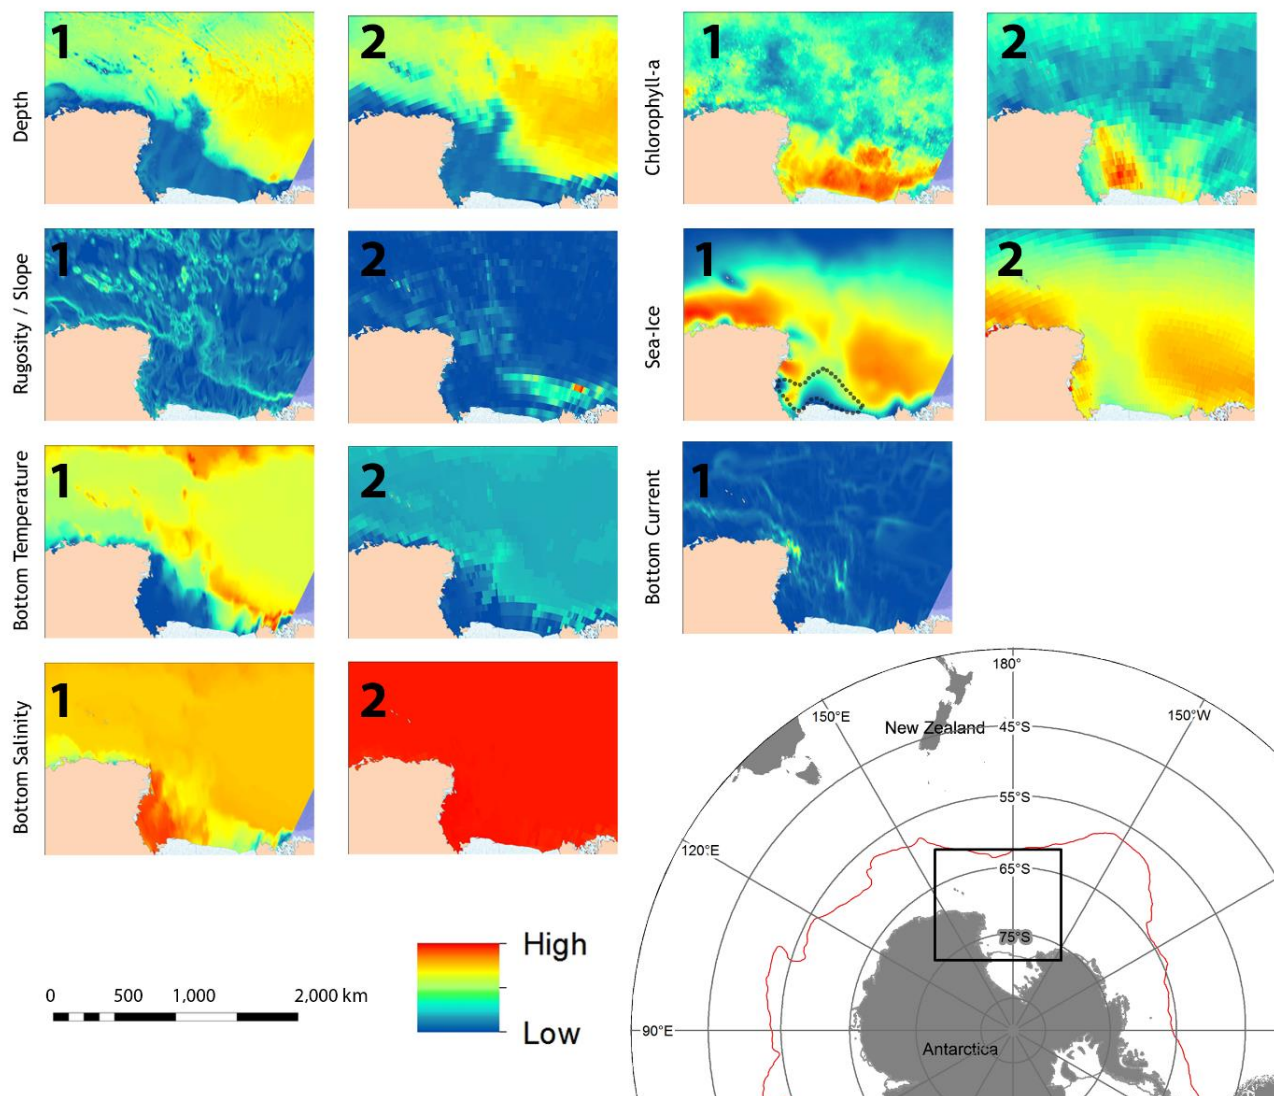 Depth
1
2
Chlorophyll-a
1
2
Rugosity / Slope
1
2
Sea-Ice
1
2
Bottom Temperature
1
2
Bottom Current
1
Bottom Salinity
1
2
180°
150°E
150°W
New Zealand
45°S
55°S
120°E
65°S
75°S
90°E
Antarctica
High
Low
0 500 1,000 2,000 km